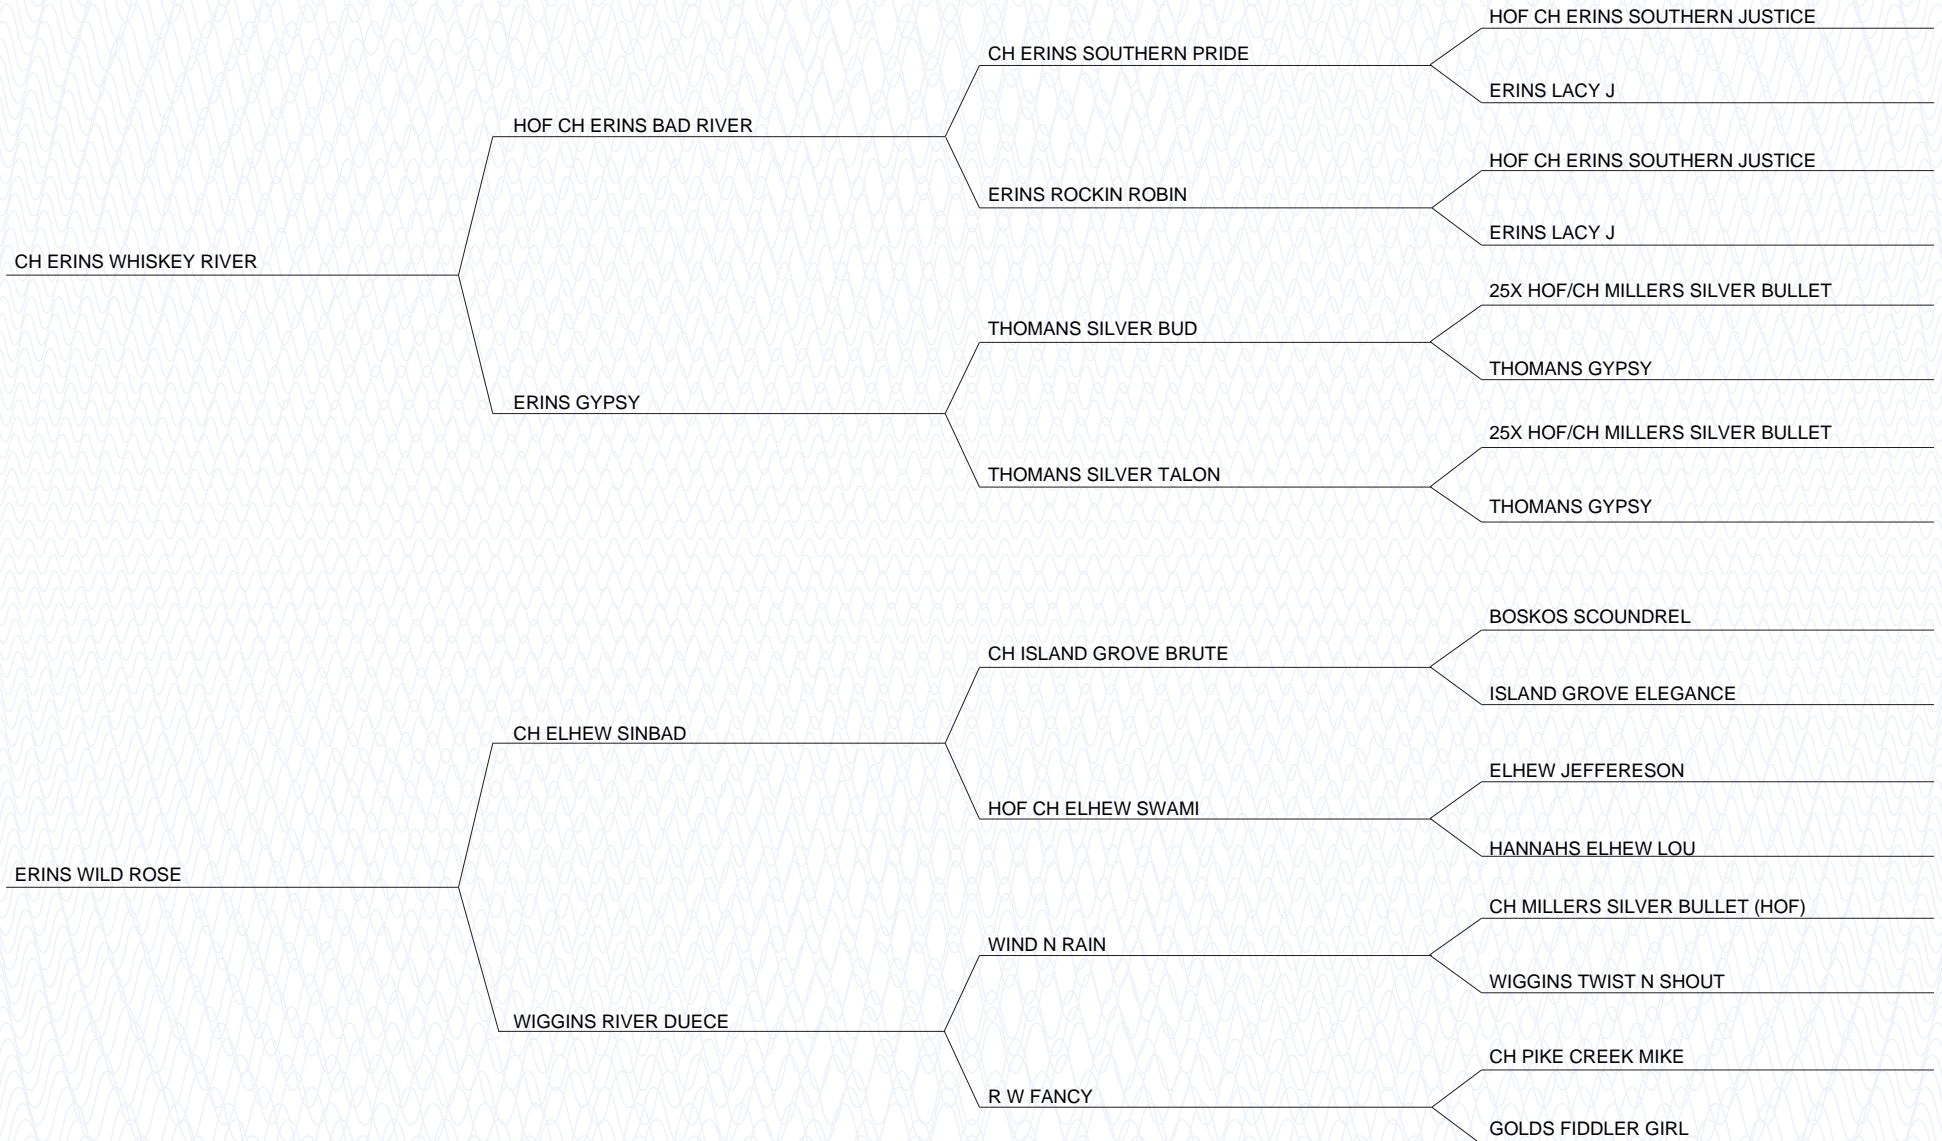 HOF CH ERINS SOUTHERN JUSTICE
CH ERINS SOUTHERN PRIDE
ERINS LACY J
HOF CH ERINS BAD RIVER
HOF CH ERINS SOUTHERN JUSTICE
ERINS ROCKIN ROBIN
ERINS LACY J
CH ERINS WHISKEY RIVER
25X HOF/CH MILLERS SILVER BULLET
THOMANS SILVER BUD
THOMANS GYPSY
ERINS GYPSY
25X HOF/CH MILLERS SILVER BULLET
THOMANS SILVER TALON
THOMANS GYPSY
BOSKOS SCOUNDREL
CH ISLAND GROVE BRUTE
ISLAND GROVE ELEGANCE
CH ELHEW SINBAD
ELHEW JEFFERESON
HOF CH ELHEW SWAMI
HANNAHS ELHEW LOU
ERINS WILD ROSE
CH MILLERS SILVER BULLET (HOF)
WIND N RAIN
WIGGINS TWIST N SHOUT
WIGGINS RIVER DUECE
CH PIKE CREEK MIKE
R W FANCY
GOLDS FIDDLER GIRL